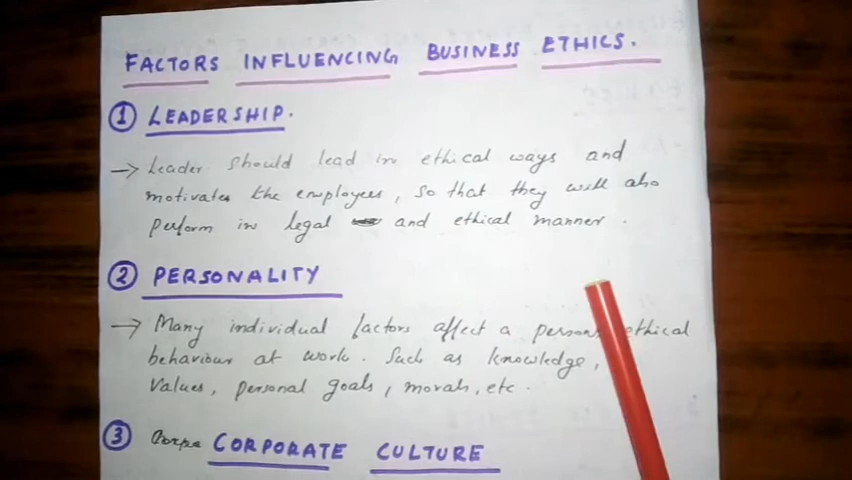 FACTORS INFLUENCING BUSINESS ETHICS.
① LEADERSHIP.
→ Leader should lead in ethical ways and
motivates the employees, so that they will also
perform in legal and ethical manner.
② PERSONALITY
→ Many individual factors affect a persons ethical
behaviour at work. Such as knowledge,
values, personal goals, morals, etc.
③ Corpa CORPORATE CULTURE